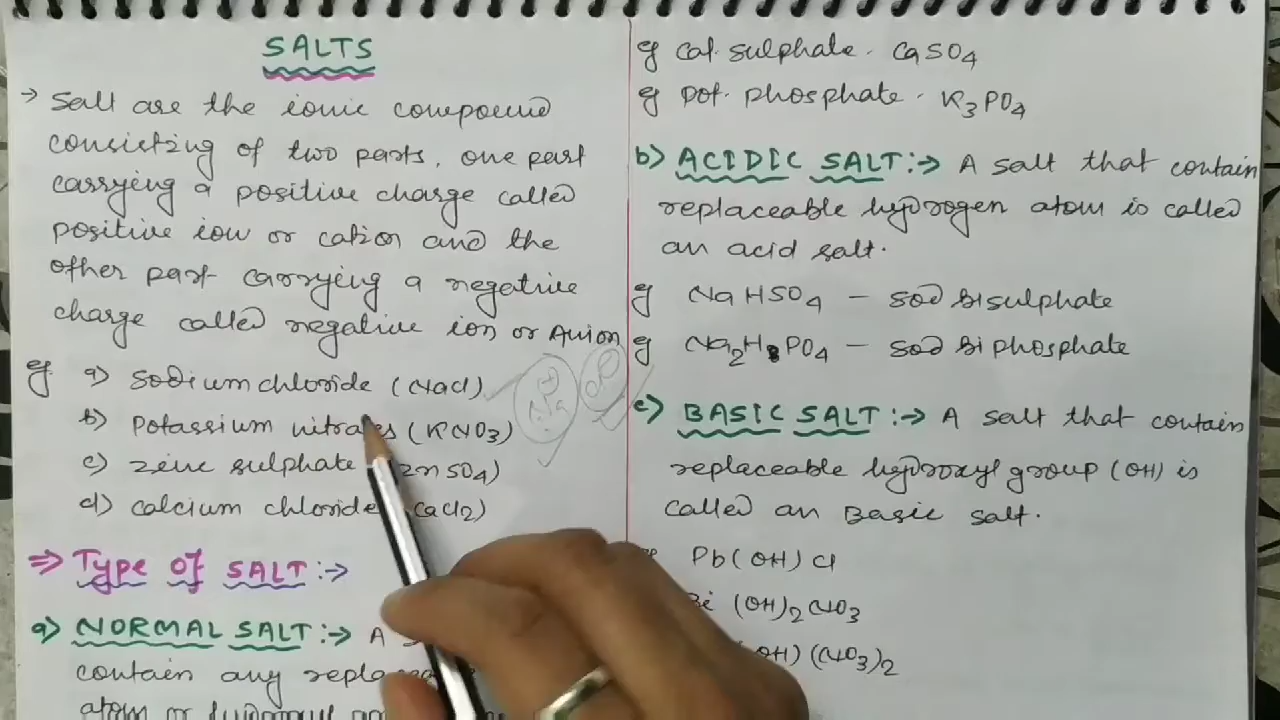 SALTS
→ Salt are the ionic compound
consisting of two parts, one part
carrying a positive charge called
positive ion or cation and the
other part carrying a negative
charge called negative ion or Anion
eg a) Sodium chloride (NaCl)
b) Potassium nitrates (KNO3)
c) zinc sulphate ZnSO4)
d) calcium chloride CaCl2)
⇒ Type of SALT :→
a) NORMAL SALT :→ A
contain any
atom or
eg Cal. sulphate - CaSO4
eg Pot. phosphate - K3PO4
b) ACIDIC SALT :→ A salt that contain
replaceable hydrogen atom is called
an acid salt.
eg NaHSO4 – Sod bisulphate
eg Na2HPO4 – Sod biphosphate
c) BASIC SALT :→ A salt that contain
replaceable hydroxyl group (OH) is
called an Basic salt.
Pb(OH)Cl
(OH)2NO3
OH)(NO3)2